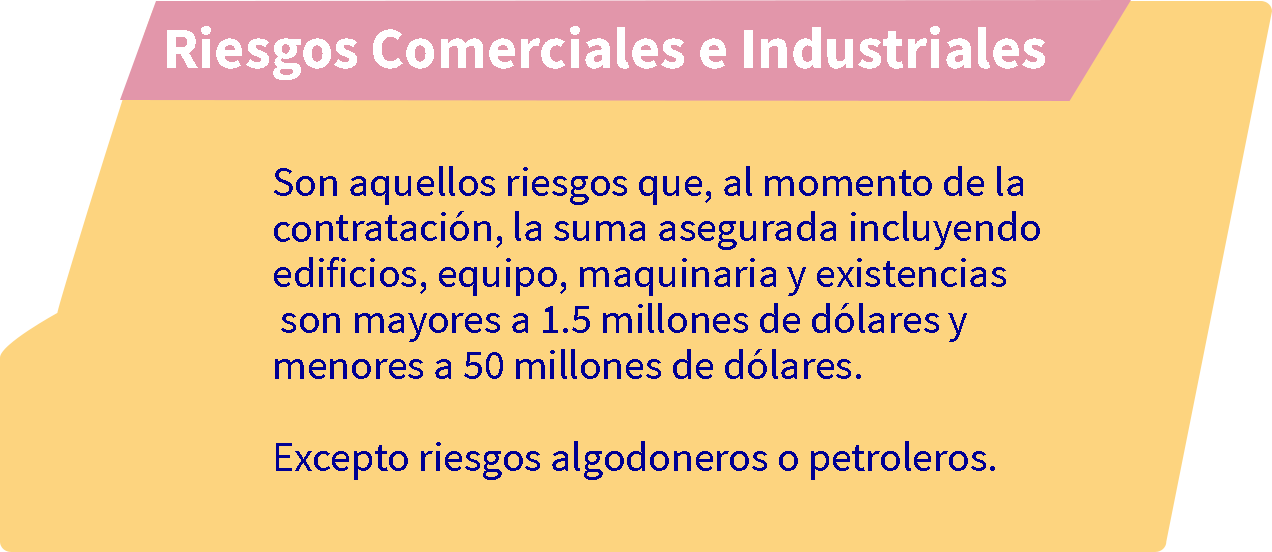 Riesgos Comerciales e Industriales
Son aquellos riesgos que, al momento de la
contratación, la suma asegurada incluyendo
edificios, equipo, maquinaria y existencias
son mayores a 1.5 millones de dólares y
menores a 50 millones de dólares.
Excepto riesgos algodoneros o petroleros.